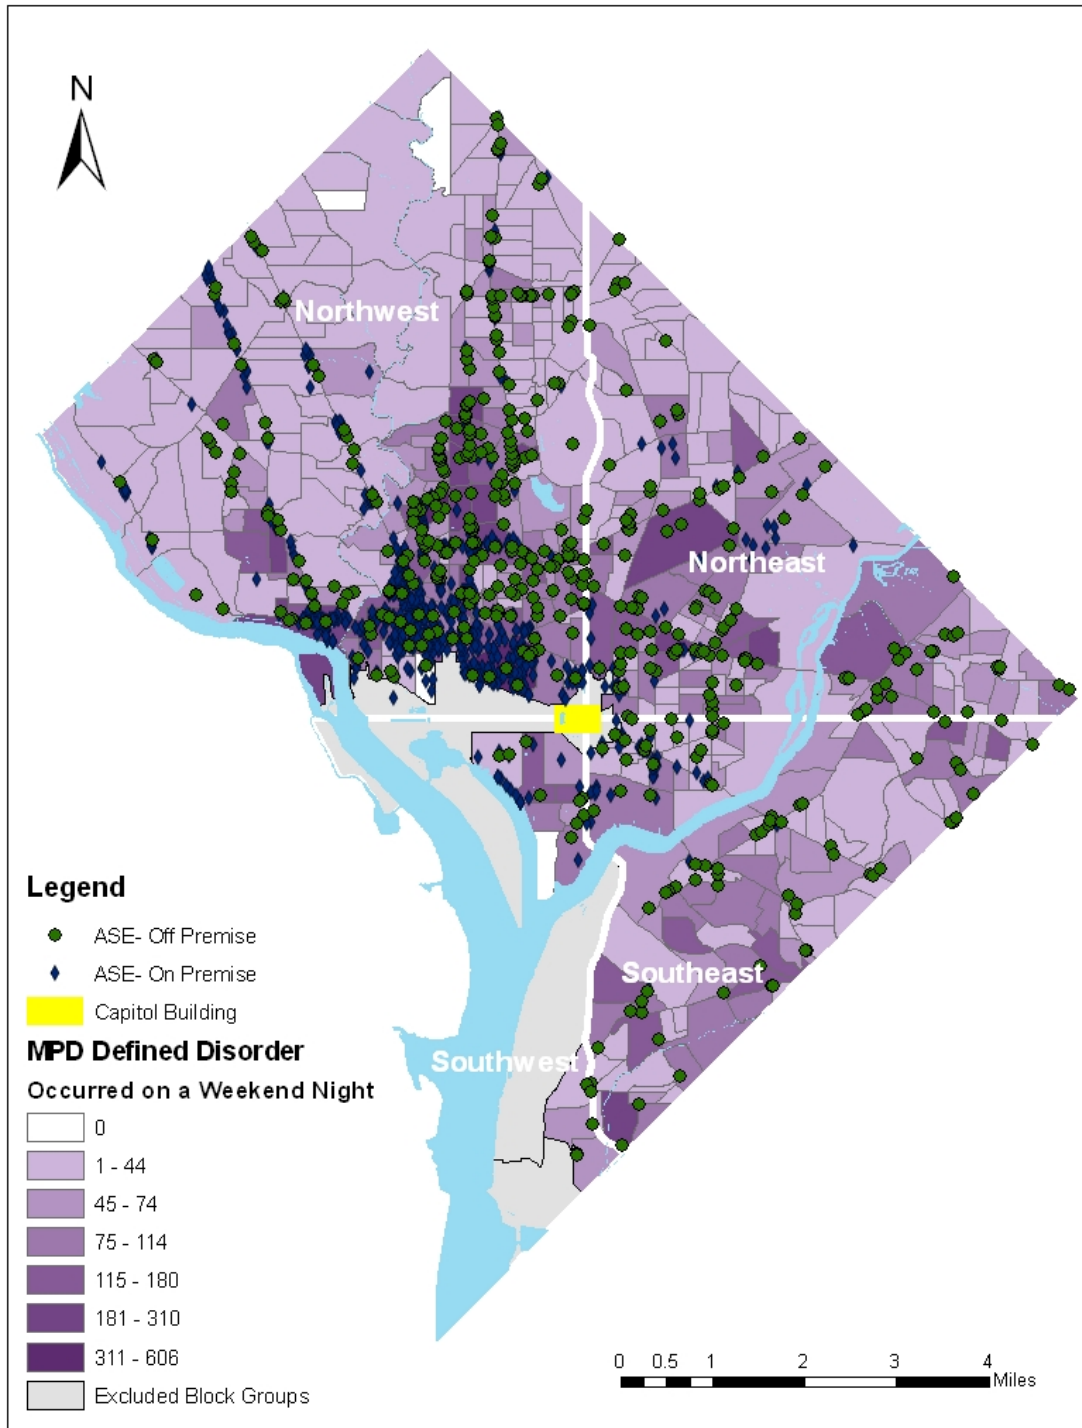 N
Northwest
Northeast
Southeast
Southwest
Legend
ASE- Off Premise
ASE- On Premise
Capitol Building
MPD Defined Disorder
Occurred on a Weekend Night
0
1 - 44
45 - 74
75 - 114
115 - 180
181 - 310
311 - 606
Excluded Block Groups
0 0.5 1 2 3 4
Miles